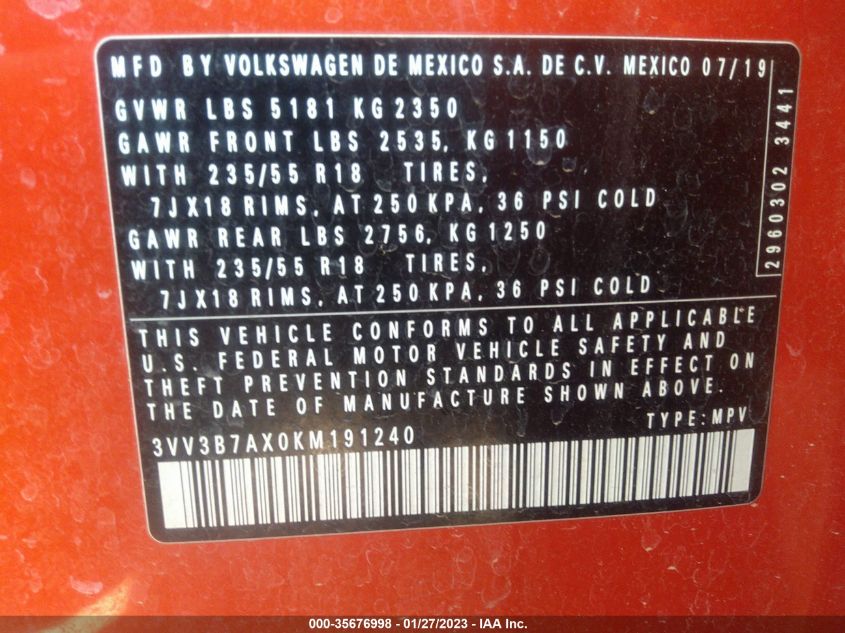 MFD BY VOLKSWAGEN DE MEXICO S.A. DE C.V. MEXICO 07/19
GVWR LBS 5181 KG 2350
GAWR FRONT LBS 2535, KG 1150
WITH 235/55 R18 TIRES,
7JX18 RIMS, AT 250 KPA, 36 PSI COLD
GAWR REAR LBS 2756, KG 1250
WITH 235/55 R18 TIRES,
7JX18 RIMS, AT 250 KPA, 36 PSI COLD
2960302 3441
THIS VEHICLE CONFORMS TO ALL APPLICABLE
U.S. FEDERAL MOTOR VEHICLE SAFETY AND
THEFT PREVENTION STANDARDS IN EFFECT ON
THE DATE OF MANUFACTURE SHOWN ABOVE.
TYPE: MPV
3VV3B7AX0KM191240
000-35676998 - 01/27/2023 - IAA Inc.